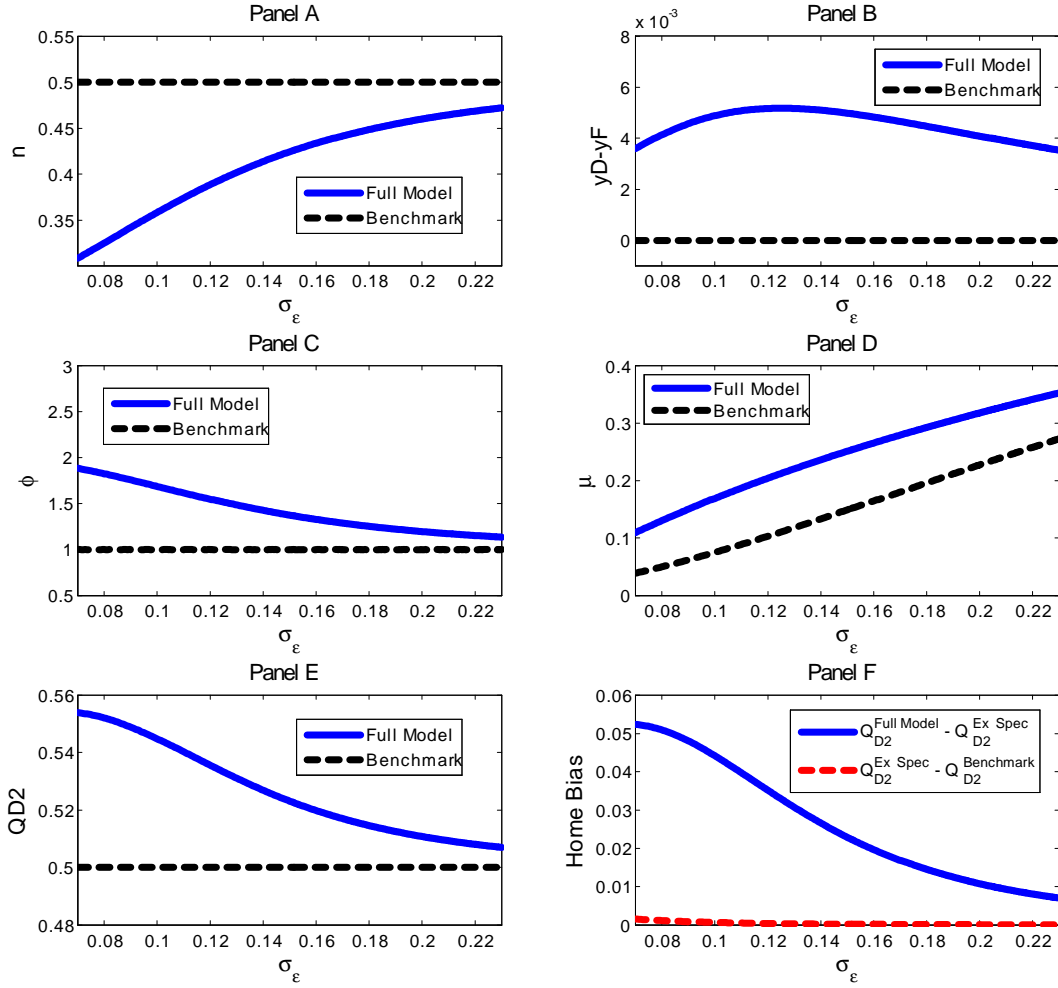 Panel A
0.55
0.5
0.45
0.4
0.35
n
Full Model
Benchmark
0.08 0.1 0.12 0.14 0.16 0.18 0.2 0.22
σε
Panel B
x 10⁻³
8
6
4
2
0
yD-yF
Full Model
Benchmark
0.08 0.1 0.12 0.14 0.16 0.18 0.2 0.22
σε
Panel C
3
2.5
2
1.5
1
0.5
ϕ
Full Model
Benchmark
0.08 0.1 0.12 0.14 0.16 0.18 0.2 0.22
σε
Panel D
0.4
0.3
0.2
0.1
0
μ
Full Model
Benchmark
0.08 0.1 0.12 0.14 0.16 0.18 0.2 0.22
σε
Panel E
0.56
0.54
0.52
0.5
0.48
QD2
Full Model
Benchmark
0.08 0.1 0.12 0.14 0.16 0.18 0.2 0.22
σε
Panel F
0.06
0.05
0.04
0.03
0.02
0.01
0
Home Bias
Q_D2^Full Model - Q_D2^Ex Spec
Q_D2^Ex Spec - Q_D2^Benchmark
0.08 0.1 0.12 0.14 0.16 0.18 0.2 0.22
σε